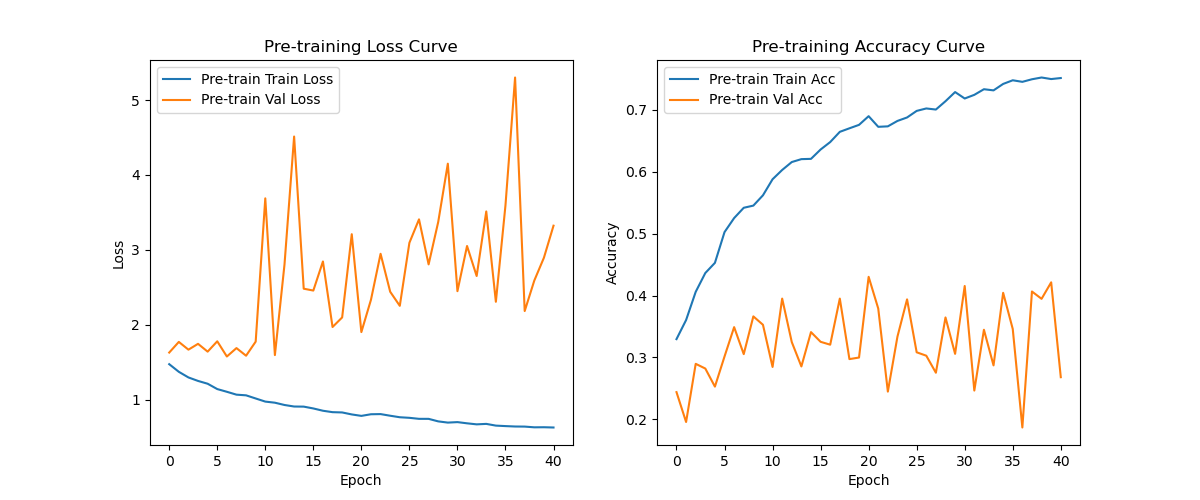 Pre-training Loss Curve
Pre-train Train Loss
Pre-train Val Loss
5
4
3
2
1
Loss
0 5 10 15 20 25 30 35 40
Epoch
Pre-training Accuracy Curve
Pre-train Train Acc
Pre-train Val Acc
0.7
0.6
0.5
0.4
0.3
0.2
Accuracy
0 5 10 15 20 25 30 35 40
Epoch